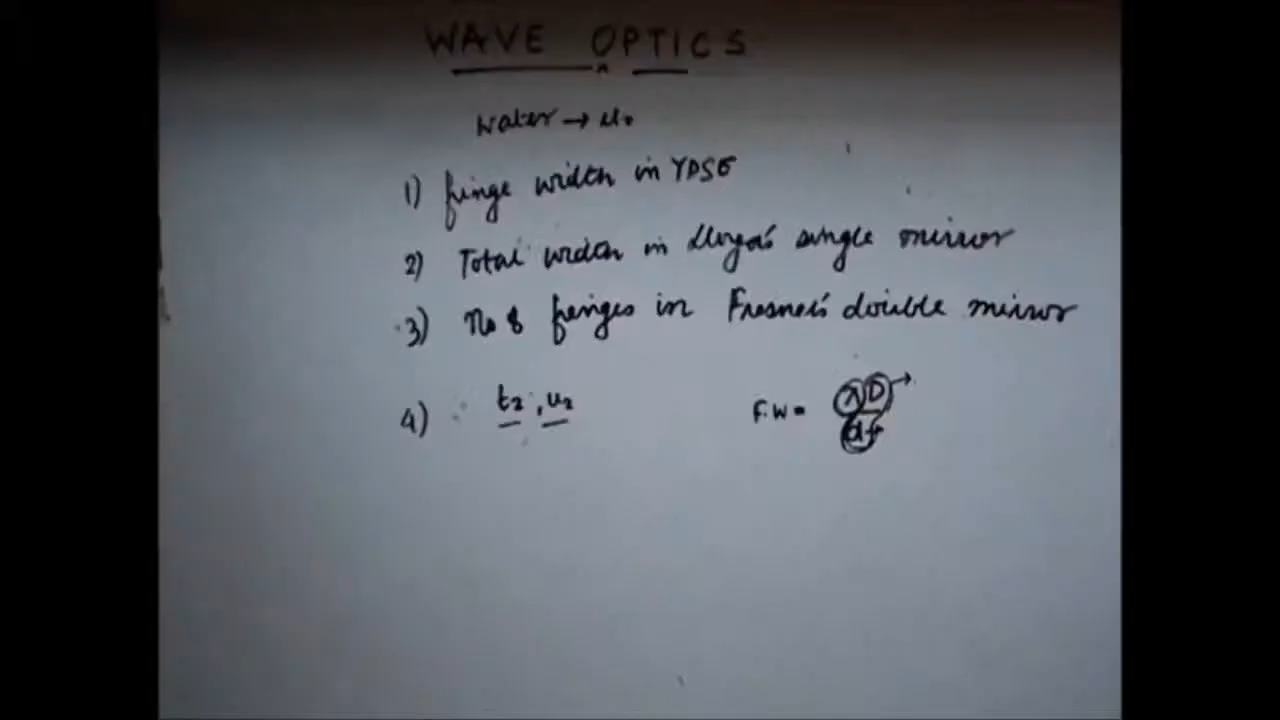 WAVE OPTICS
water → μ.
1) fringe width in YDSE
2) Total width in Lloyd's single mirror
3) No of fringes in Fresnel's double mirror
4) t₂, u₂
F.W = λD
d